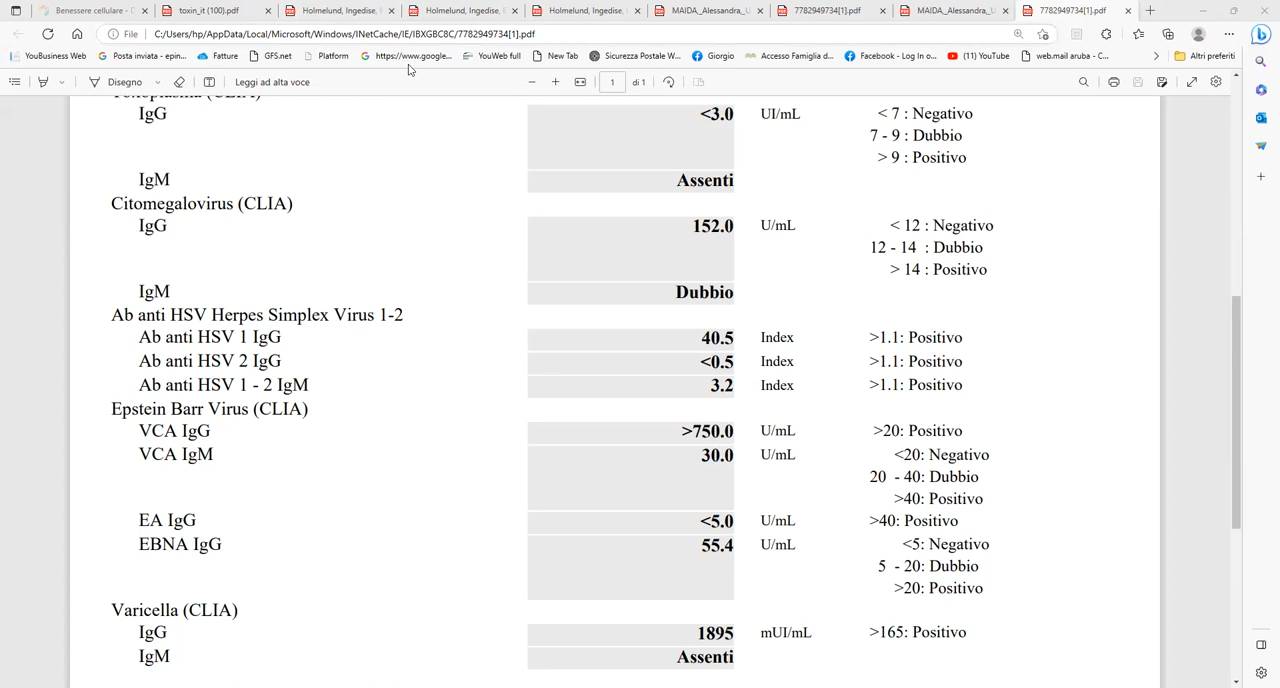 Benessere cellulare - D
toxin_it (100).pdf
Holmelund, Ingedise,
Holmelund, Ingedise,
Holmelund, Ingedise,
MAIDA_Alessandra_
7782949734[1].pdf
MAIDA_Alessandra_
7782949734[1].pdf
File C:/Users/hp/AppData/Local/Microsoft/Windows/INetCache/IE/IBXGBC8C/7782949734[1].pdf
YouBusiness Web Posta inviata - epin... Fatture GFS.net Platform https://www.google... YouWeb full New Tab Sicurezza Postale W... Giorgio Accesso Famiglia d... Facebook - Log In o... (11) YouTube web.mail aruba - C... Altri preferiti
Disegno Leggi ad alta voce 1 di 1
IgG <3.0 UI/mL < 7 : Negativo
7 - 9 : Dubbio
> 9 : Positivo
IgM Assenti
Citomegalovirus (CLIA)
IgG 152.0 U/mL < 12 : Negativo
12 - 14 : Dubbio
> 14 : Positivo
IgM Dubbio
Ab anti HSV Herpes Simplex Virus 1-2
Ab anti HSV 1 IgG 40.5 Index >1.1: Positivo
Ab anti HSV 2 IgG <0.5 Index >1.1: Positivo
Ab anti HSV 1 - 2 IgM 3.2 Index >1.1: Positivo
Epstein Barr Virus (CLIA)
VCA IgG >750.0 U/mL >20: Positivo
VCA IgM 30.0 U/mL <20: Negativo
20 - 40: Dubbio
>40: Positivo
EA IgG <5.0 U/mL >40: Positivo
EBNA IgG 55.4 U/mL <5: Negativo
5 - 20: Dubbio
>20: Positivo
Varicella (CLIA)
IgG 1895 mUI/mL >165: Positivo
IgM Assenti